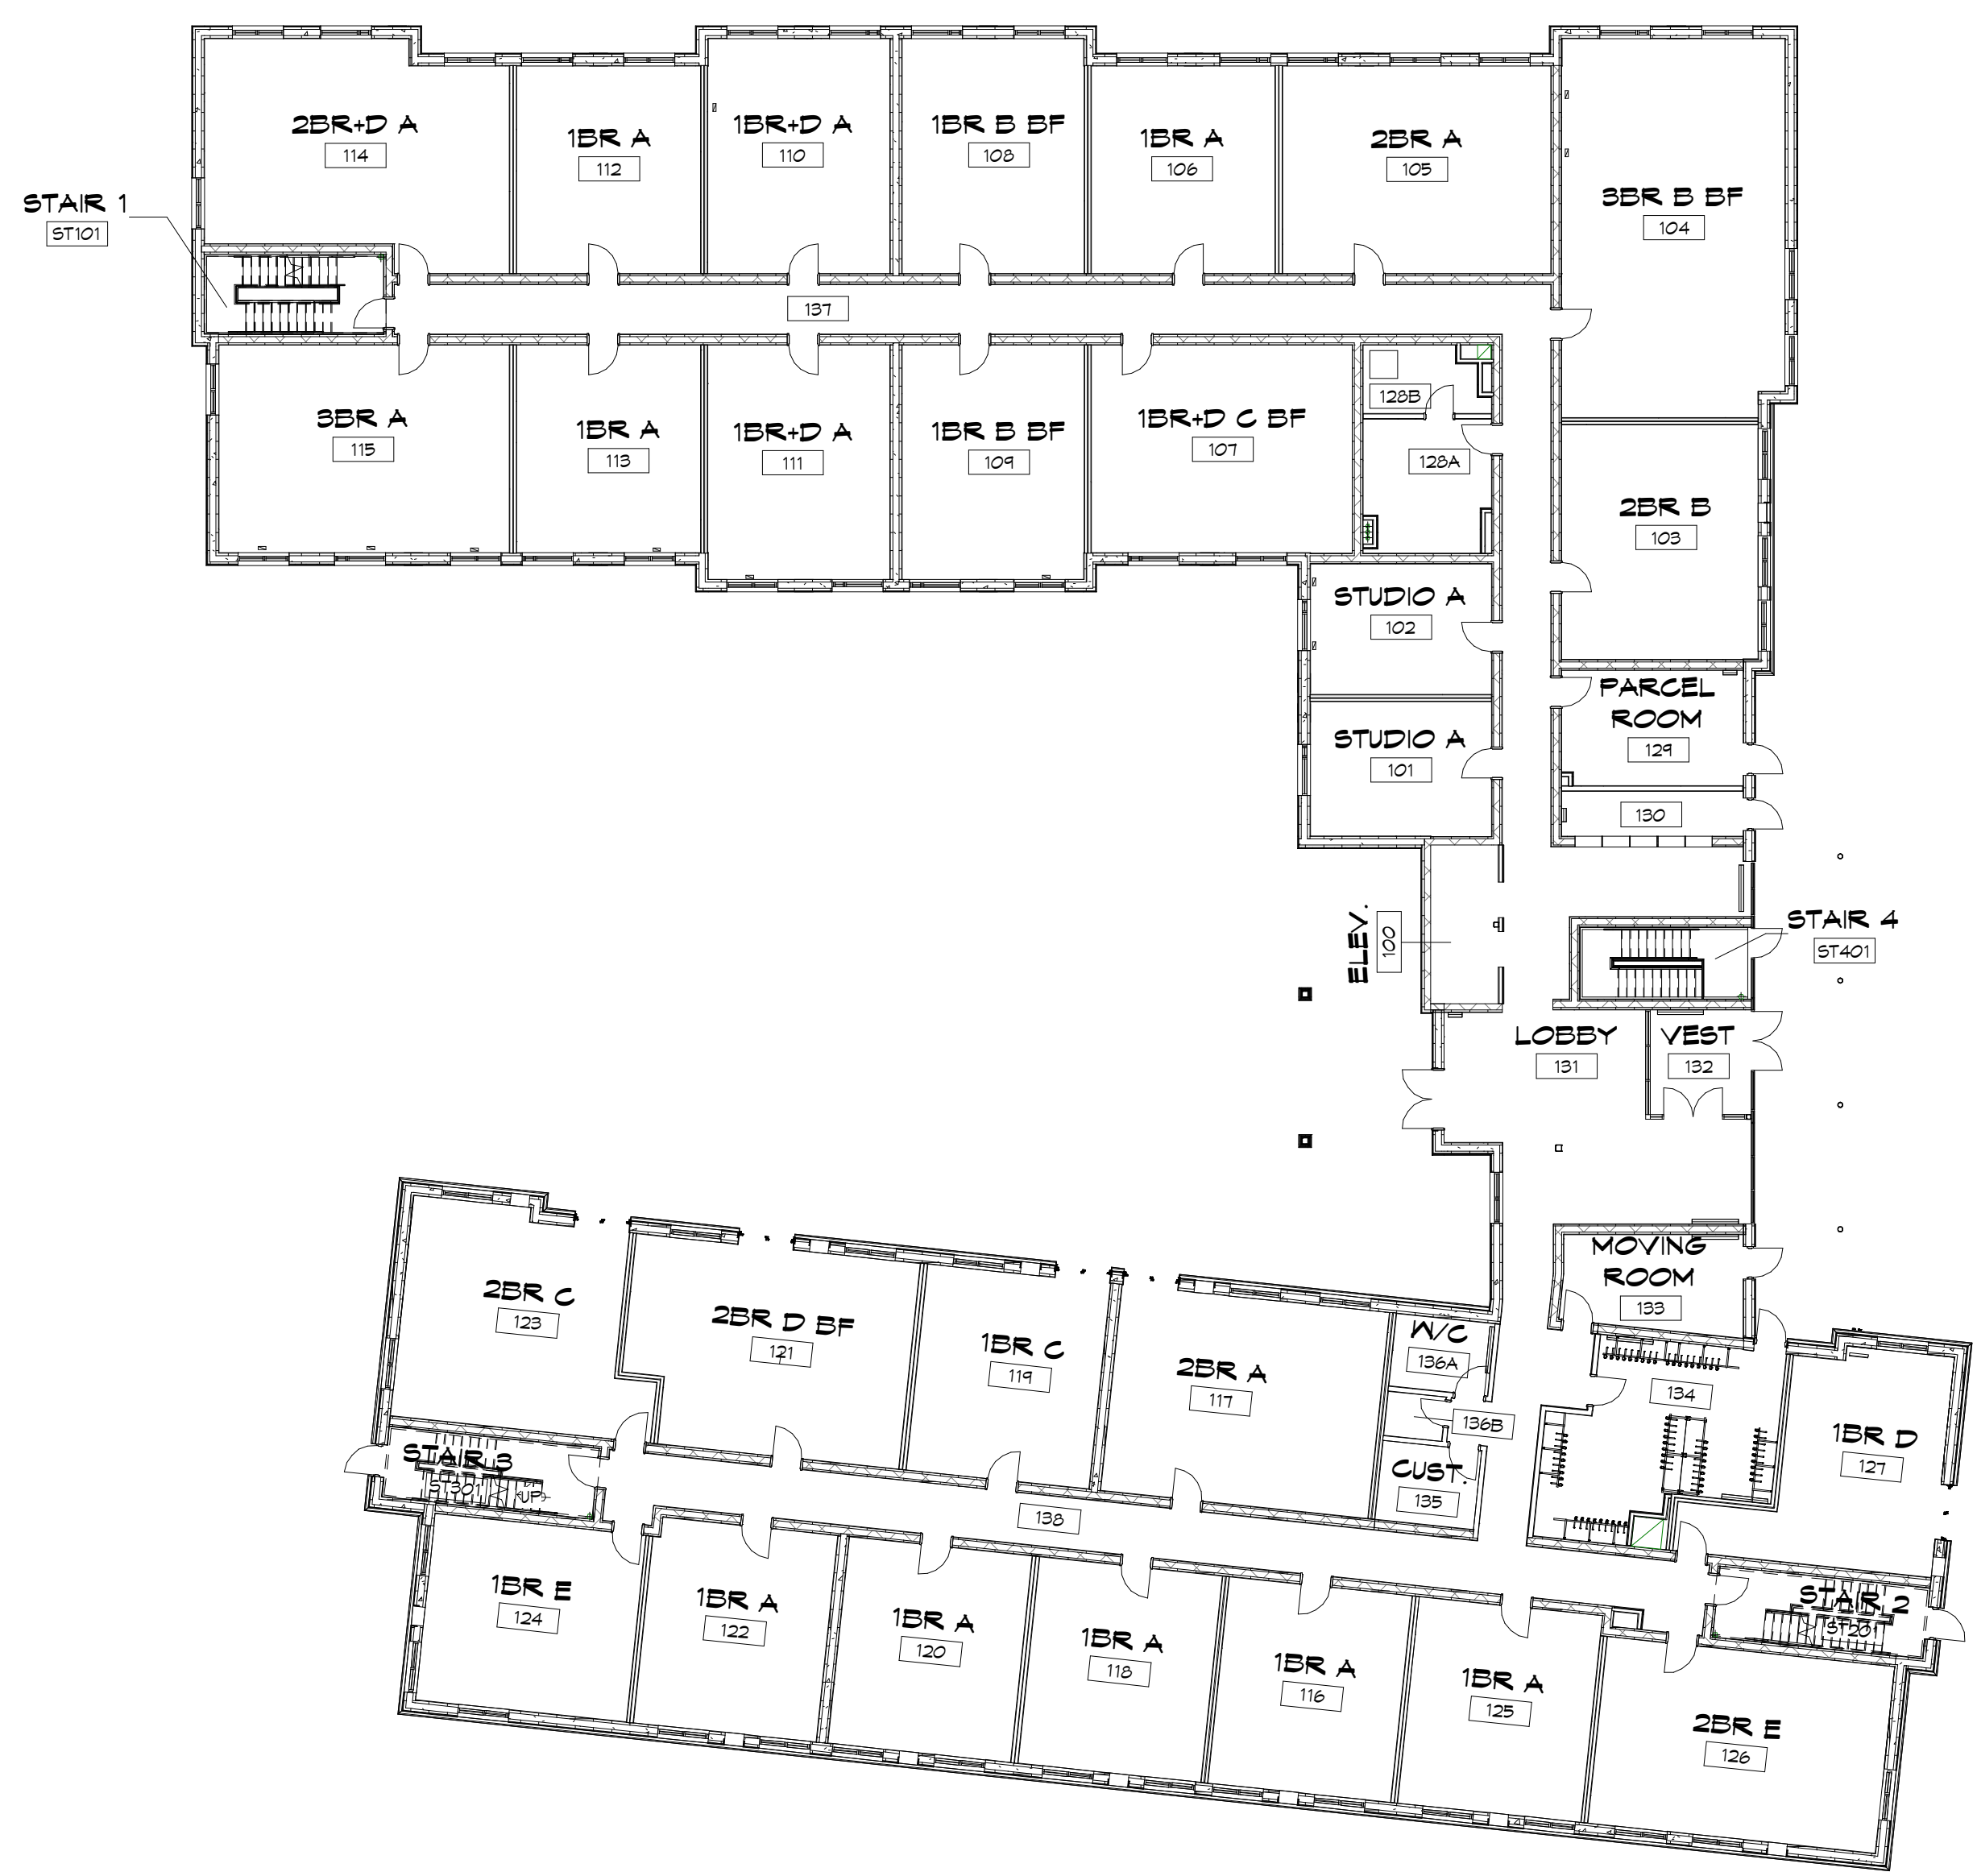 2BR+D A
114
1BR A
112
1BR+D A
110
1BR B BF
108
1BR A
106
2BR A
105
3BR B BF
104
STAIR 1
ST101
137
3BR A
115
1BR A
113
1BR+D A
111
1BR B BF
109
1BR+D C BF
107
128B
128A
2BR B
103
STUDIO A
102
STUDIO A
101
PARCEL
ROOM
129
130
ELEV.
100
STAIR 4
ST401
LOBBY
131
VEST
132
MOVING
ROOM
133
2BR C
123
2BR D BF
121
1BR C
119
2BR A
117
W/C
136A
136B
CUST.
135
134
1BR D
127
STAIR 3
ST301
UP
138
1BR E
124
1BR A
122
1BR A
120
1BR A
118
1BR A
116
1BR A
125
2BR E
126
STAIR 2
ST201